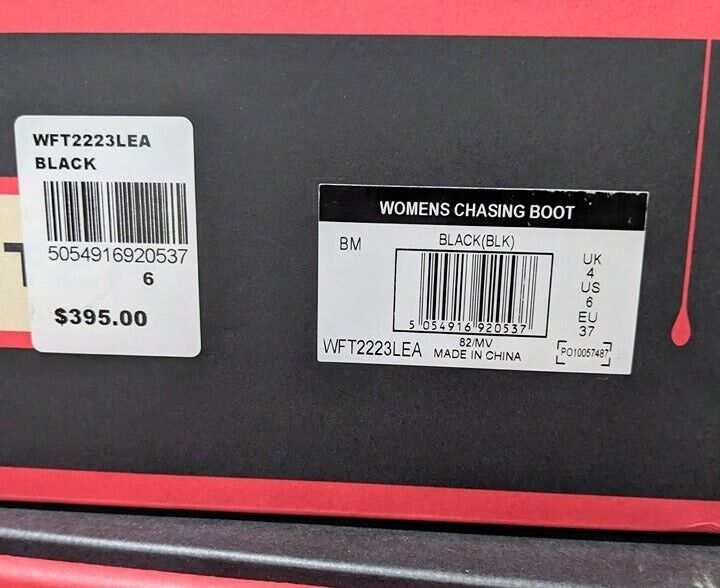 WFT2223LEA
BLACK
5054916920537
6
$395.00
T
WOMENS CHASING BOOT
BM
BLACK(BLK)
5 054916 920537
82/MV
WFT2223LEA
MADE IN CHINA
UK
4
US
6
EU
37
PO10057487